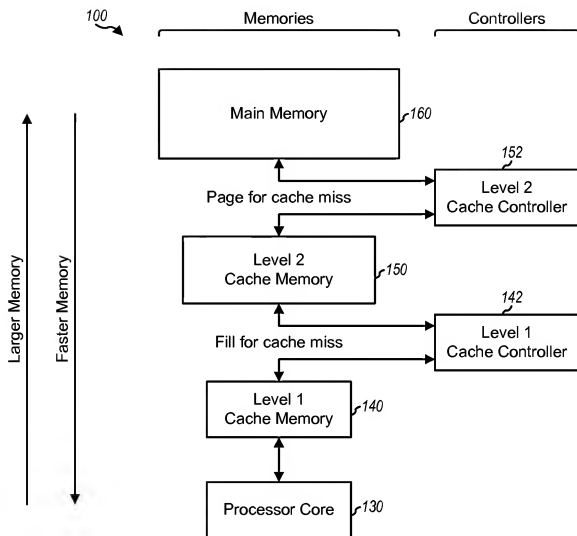 100
Memories
Controllers
Main Memory
160
152
Level 2
Cache Controller
Page for cache miss
Level 2
Cache Memory
150
142
Level 1
Cache Controller
Fill for cache miss
Level 1
Cache Memory
140
Processor Core
130
Larger Memory
Faster Memory